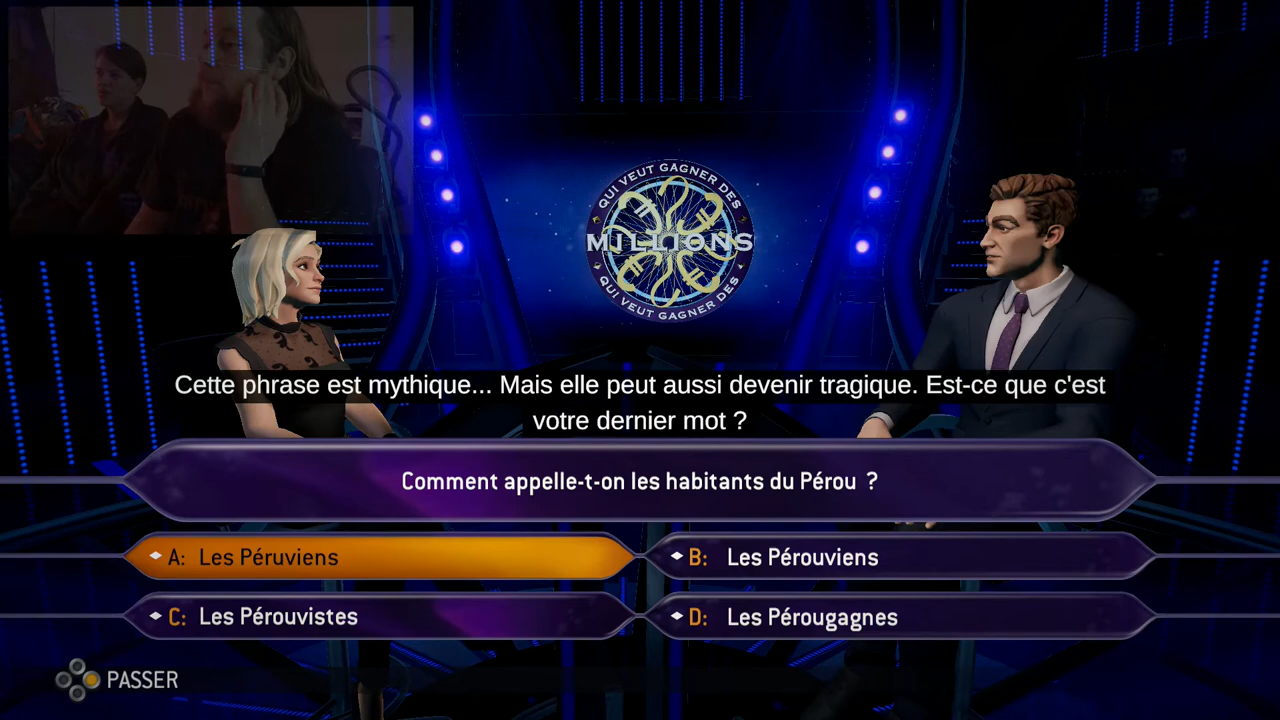 QUI VEUT GAGNER DES
MILLIONS
QUI VEUT GAGNER DES
Cette phrase est mythique... Mais elle peut aussi devenir tragique. Est-ce que c'est
votre dernier mot ?
Comment appelle-t-on les habitants du Pérou ?
A: Les Péruviens
B: Les Pérouviens
C: Les Pérouvistes
D: Les Pérougagnes
PASSER